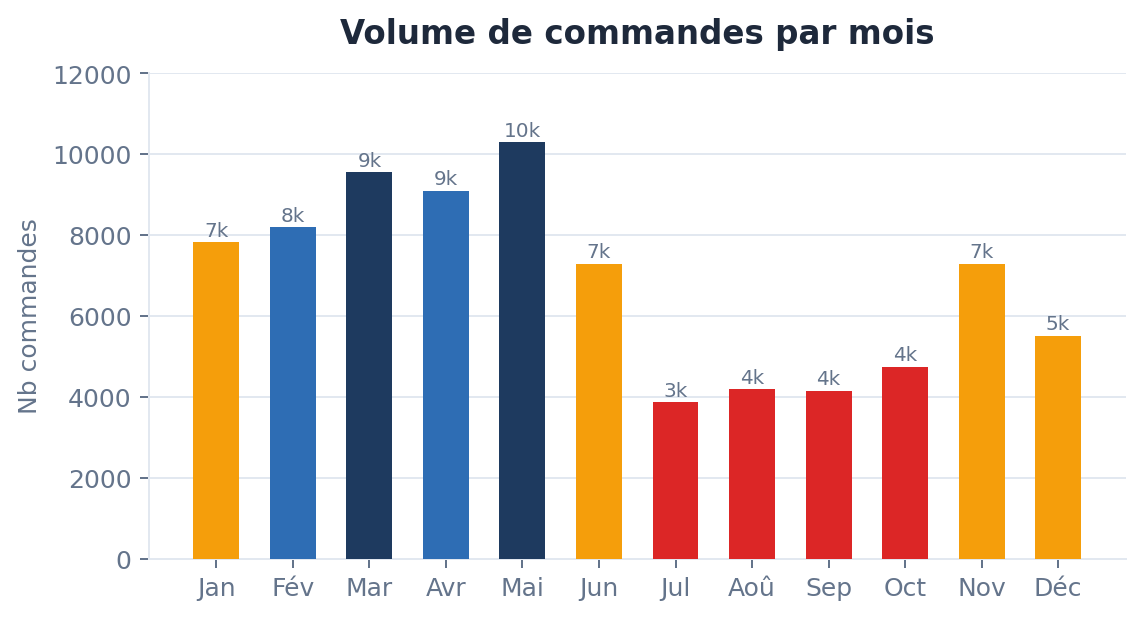 Volume de commandes par mois
Nb commandes
12000
10000
8000
6000
4000
2000
0
7k
8k
9k
9k
10k
7k
3k
4k
4k
4k
7k
5k
Jan Fév Mar Avr Mai Jun Jul Aoû Sep Oct Nov Déc